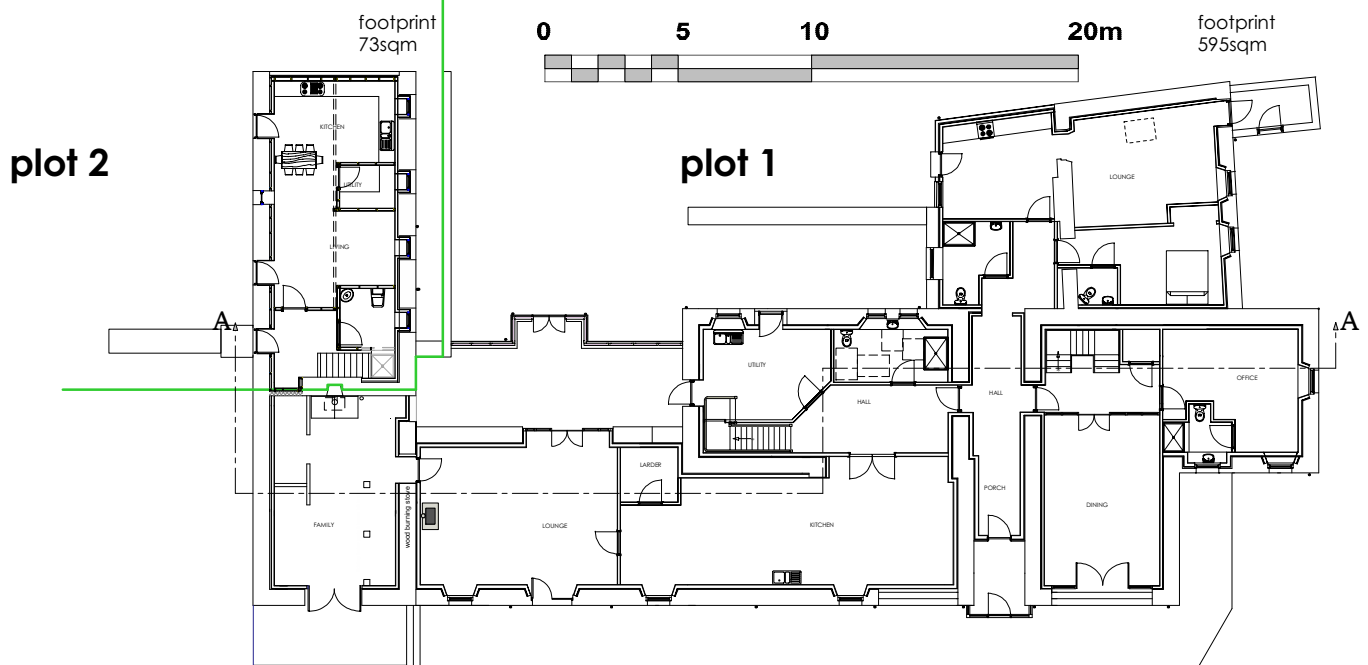 footprint
73sqm
0 5 10 20m
footprint
595sqm
plot 2
plot 1
KITCHEN
UTILITY
LIVING
LOUNGE
A
A
UTILITY
HALL
HALL
OFFICE
LARDER
PORCH
DINING
FAMILY
wood burning stove
LOUNGE
KITCHEN